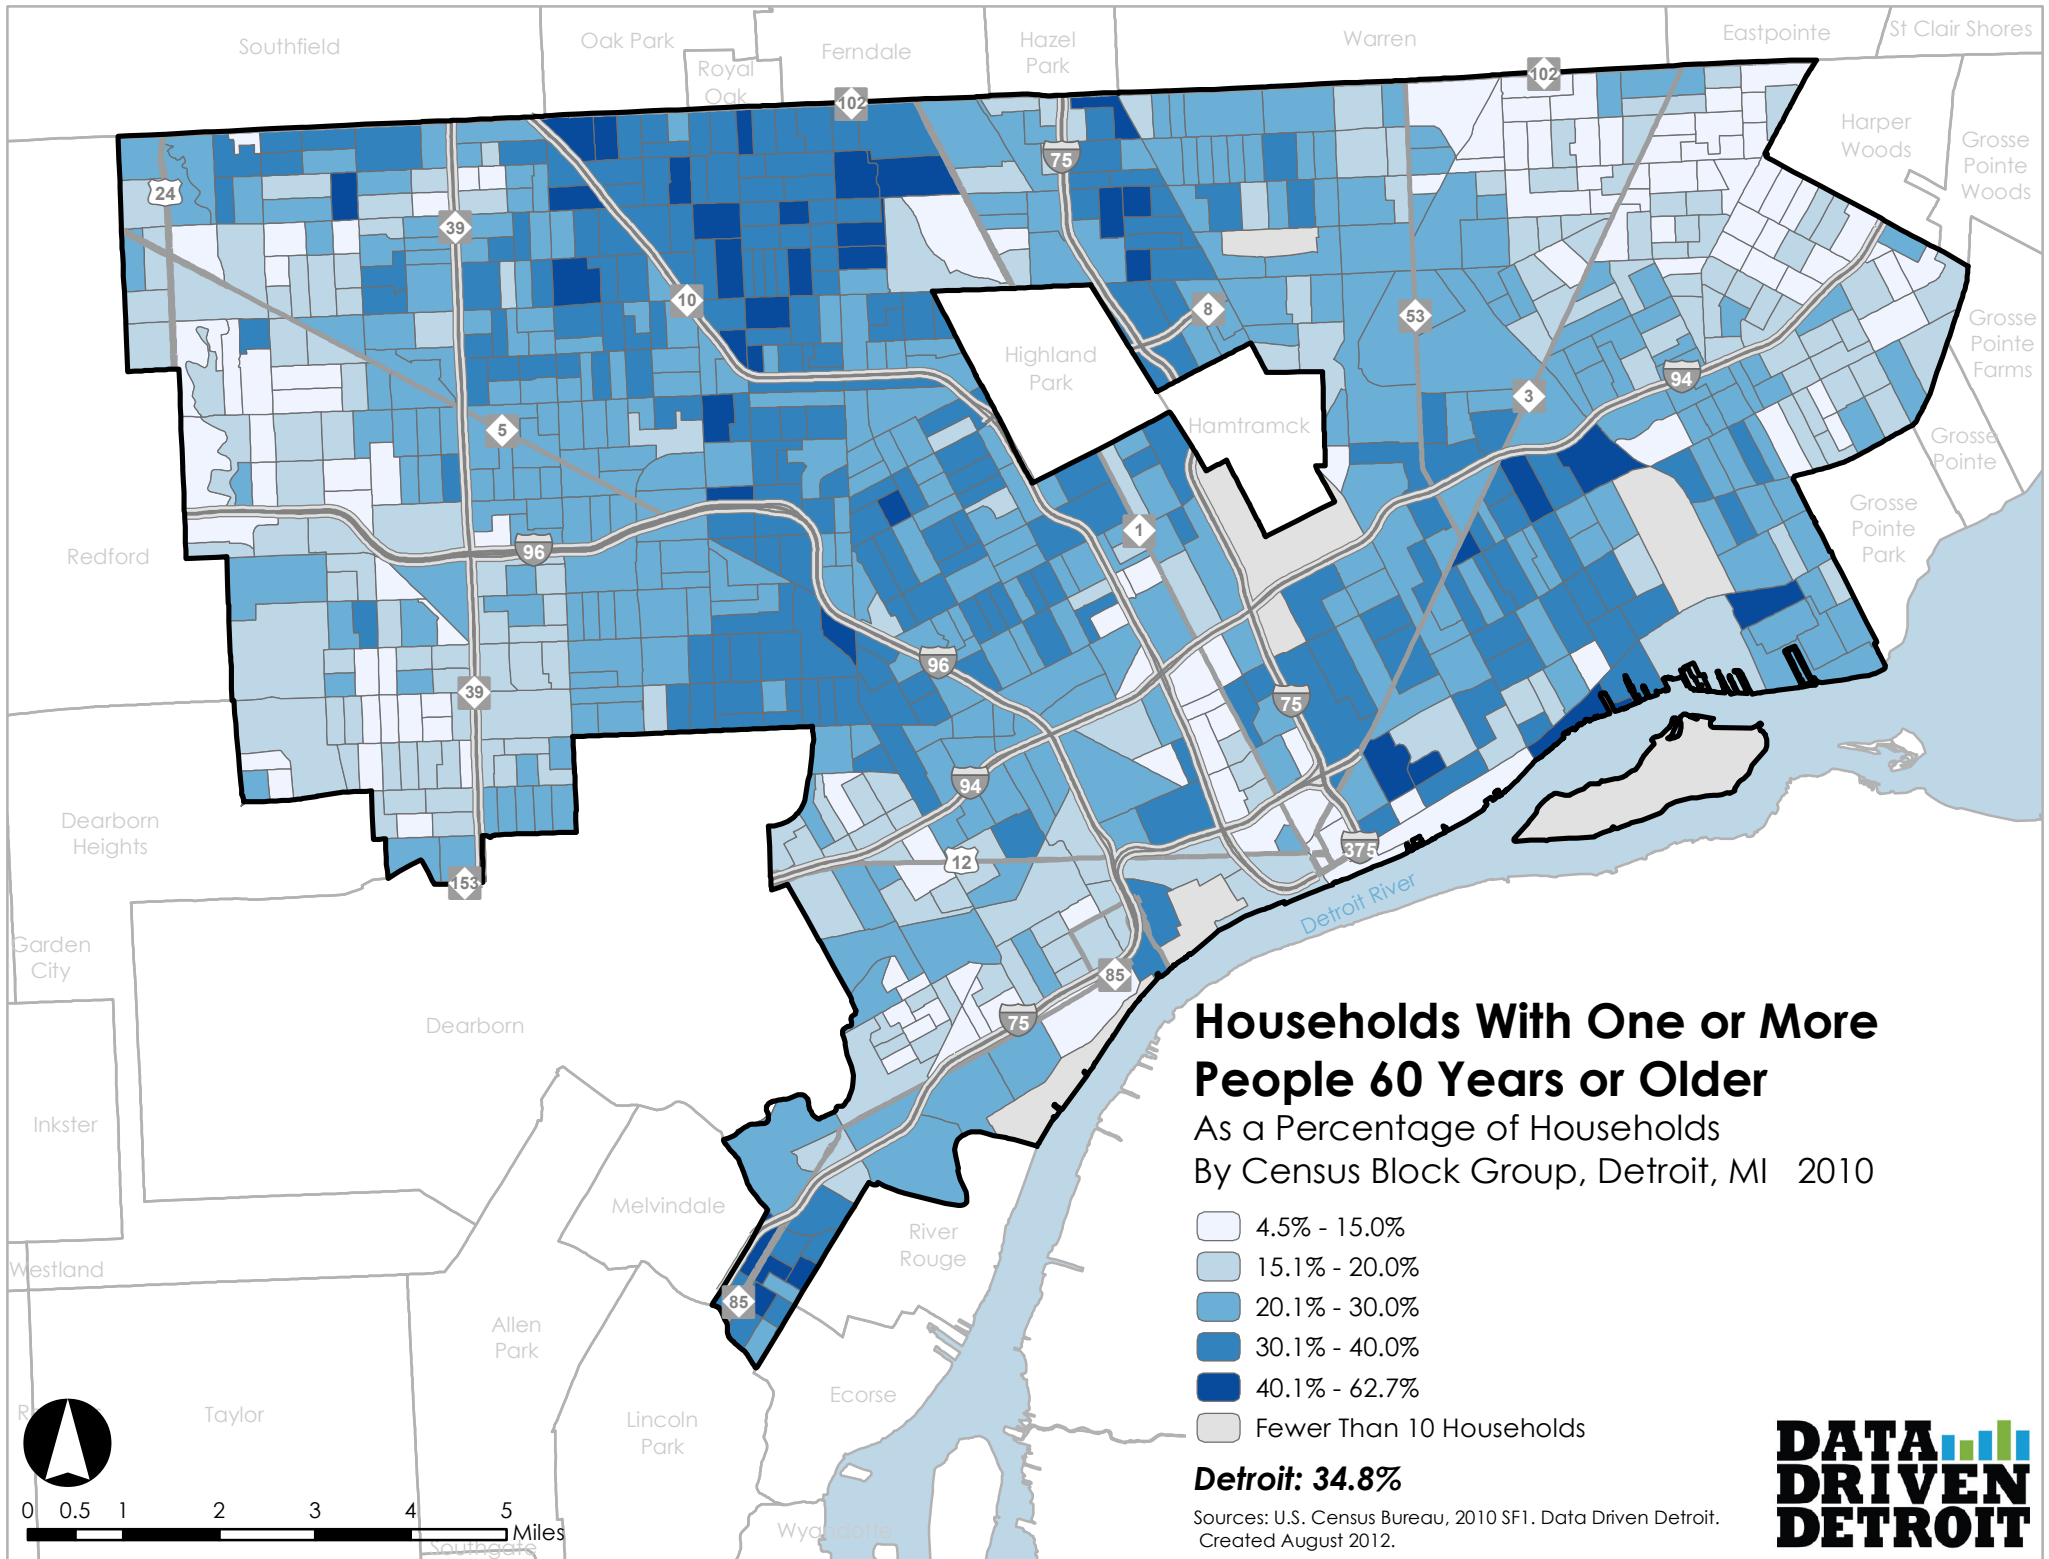 Southfield
Oak Park
Royal
Oak
Ferndale
Hazel
Park
Warren
Eastpointe
St Clair Shores
102
102
Harper
Woods
Grosse
Pointe
Woods
24
75
39
10
8
53
Highland
Park
Grosse
Pointe
Farms
94
3
Hamtramck
5
Grosse
Pointe
1
Grosse
Pointe
Park
Redford
96
96
39
75
94
Dearborn
Heights
12
375
153
Detroit River
Garden
City
85
75
Dearborn
Inkster
Melvindale
River
Rouge
Westland
85
Allen
Park
Ecorse
Taylor
Lincoln
Park
Wyandotte
Southgate
Households With One or More
People 60 Years or Older
As a Percentage of Households
By Census Block Group, Detroit, MI 2010
4.5% - 15.0%
15.1% - 20.0%
20.1% - 30.0%
30.1% - 40.0%
40.1% - 62.7%
Fewer Than 10 Households
Detroit: 34.8%
Sources: U.S. Census Bureau, 2010 SF1. Data Driven Detroit.
Created August 2012.
0 0.5 1 2 3 4 5
Miles
DATA
DRIVEN
DETROIT